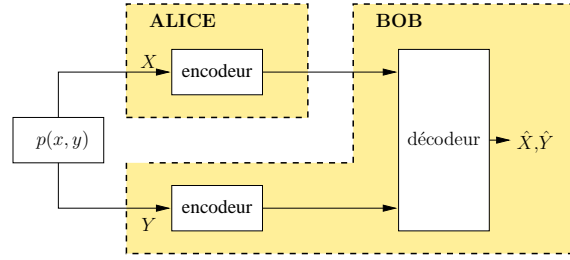 ALICE
BOB
X
encodeur
p(x, y)
décodeur
X̂,Ŷ
Y
encodeur